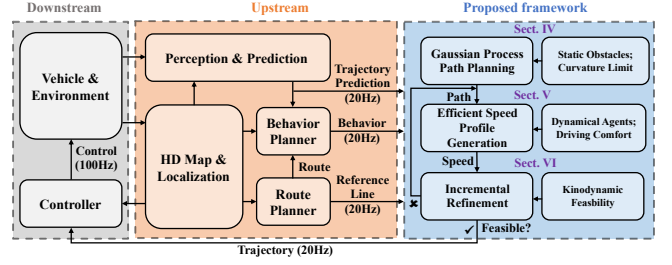 Downstream
Upstream
Proposed framework
Vehicle &
Environment
Control
(100Hz)
Controller
Perception & Prediction
HD Map &
Localization
Behavior
Planner
Route
Route
Planner
Trajectory
Prediction
(20Hz)
Behavior
(20Hz)
Reference
Line
(20Hz)
Sect. IV
Gaussian Process
Path Planning
Static Obstacles;
Curvature Limit
Path
Sect. V
Efficient Speed
Profile
Generation
Dynamical Agents;
Driving Comfort
Speed
Sect. VI
Incremental
Refinement
Kinodynamic
Feasbility
✘
✓ Feasible?
Trajectory (20Hz)